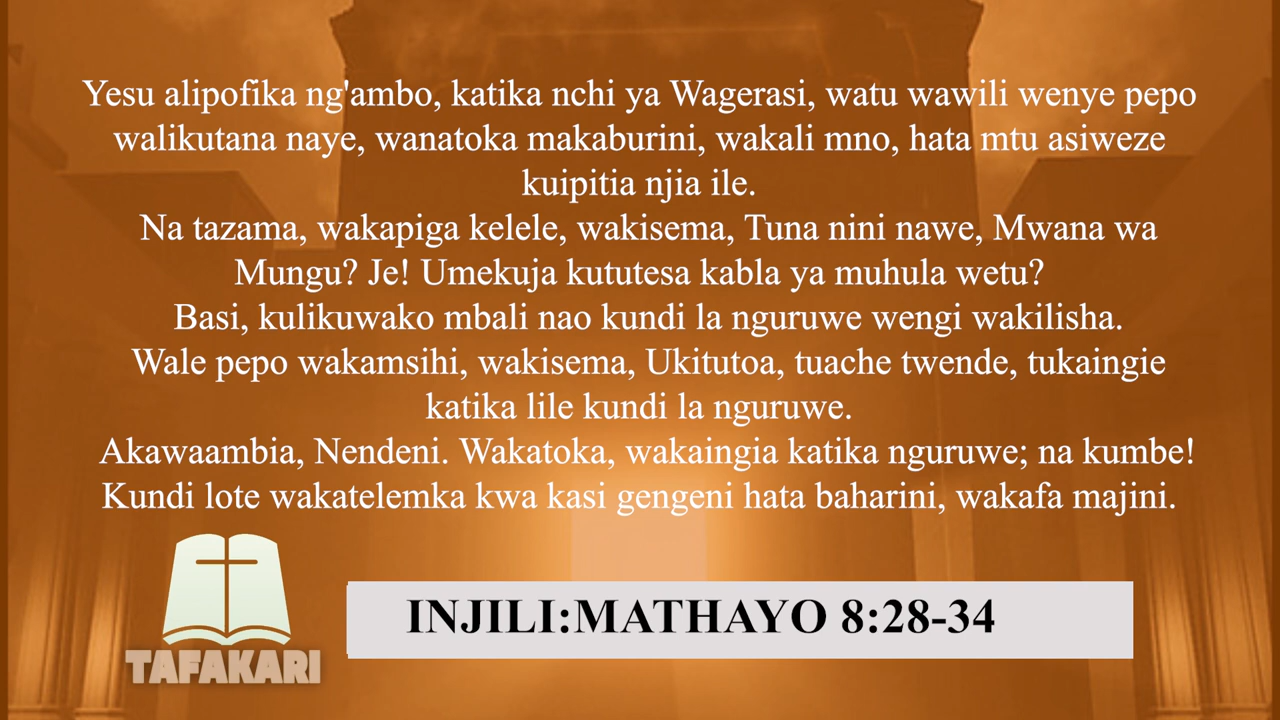 Yesu alipofika ng'ambo, katika nchi ya Wagerasi, watu wawili wenye pepo
walikutana naye, wanatoka makaburini, wakali mno, hata mtu asiweze
kuipitia njia ile.
Na tazama, wakapiga kelele, wakisema, Tuna nini nawe, Mwana wa
Mungu? Je! Umekuja kututesa kabla ya muhula wetu?
Basi, kulikuwako mbali nao kundi la nguruwe wengi wakilisha.
Wale pepo wakamsihi, wakisema, Ukitutoa, tuache twende, tukaingie
katika lile kundi la nguruwe.
Akawaambia, Nendeni. Wakatoka, wakaingia katika nguruwe; na kumbe!
Kundi lote wakatelemka kwa kasi gengeni hata baharini, wakafa majini.
INJILI:MATHAYO 8:28-34
TAFAKARI